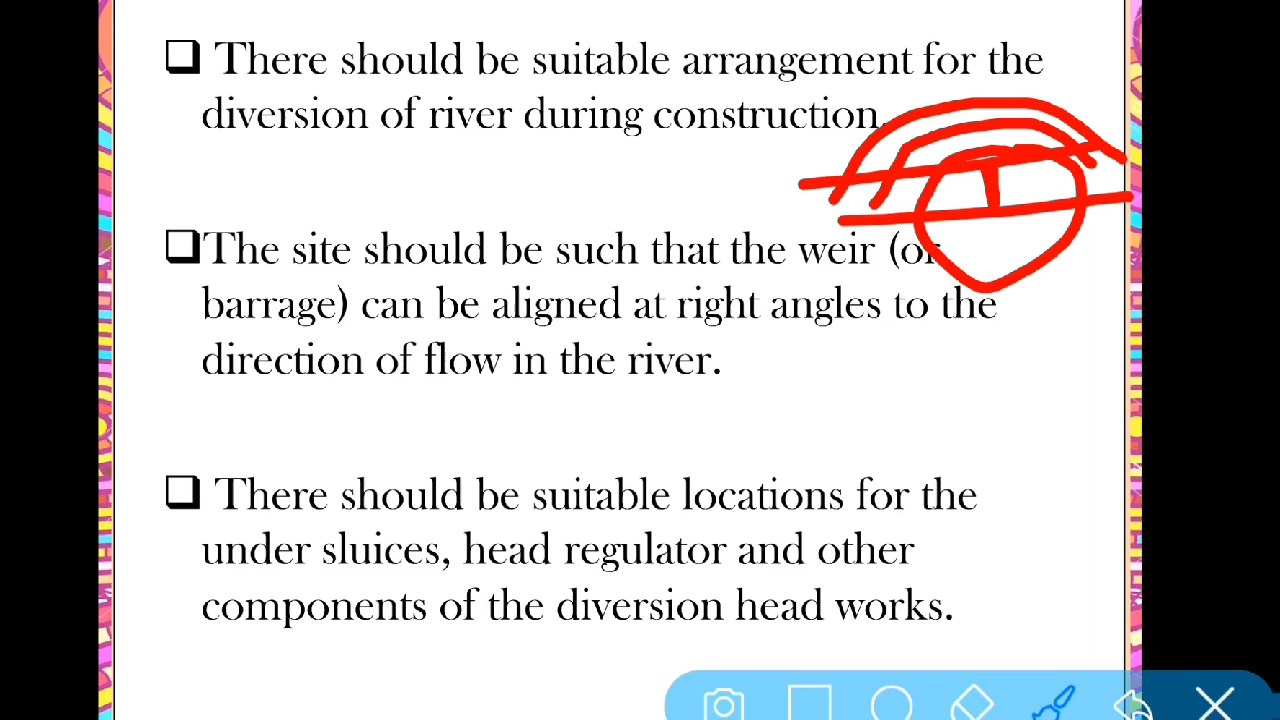 There should be suitable arrangement for the
diversion of river during construction.
The site should be such that the weir (or
barrage) can be aligned at right angles to the
direction of flow in the river.
There should be suitable locations for the
under sluices, head regulator and other
components of the diversion head works.